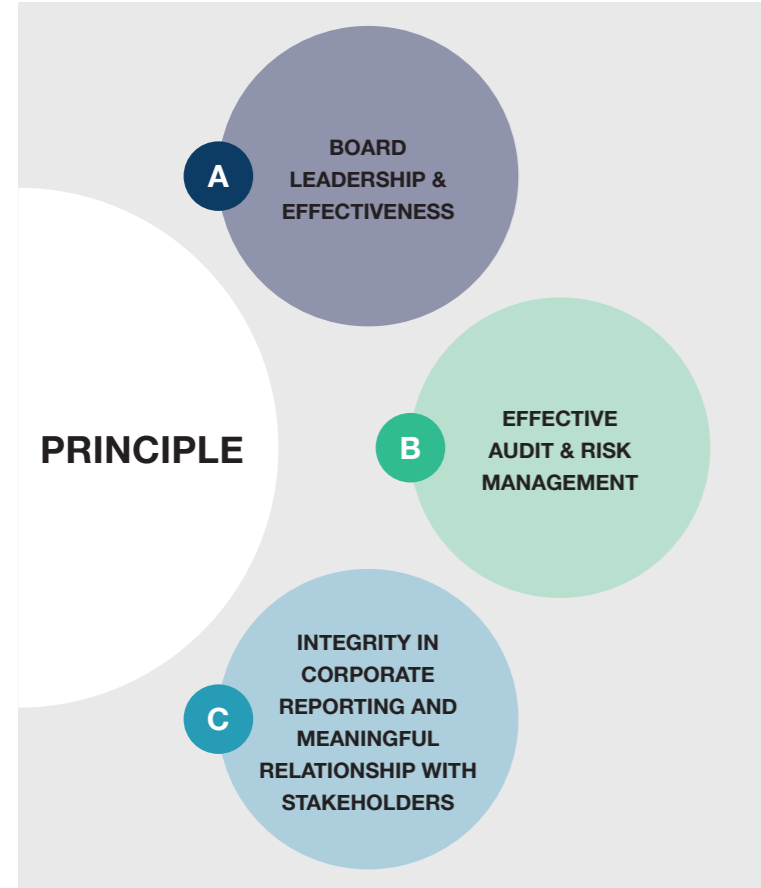 PRINCIPLE
A
BOARD
LEADERSHIP &
EFFECTIVENESS
B
EFFECTIVE
AUDIT & RISK
MANAGEMENT
C
INTEGRITY IN
CORPORATE
REPORTING AND
MEANINGFUL
RELATIONSHIP WITH
STAKEHOLDERS